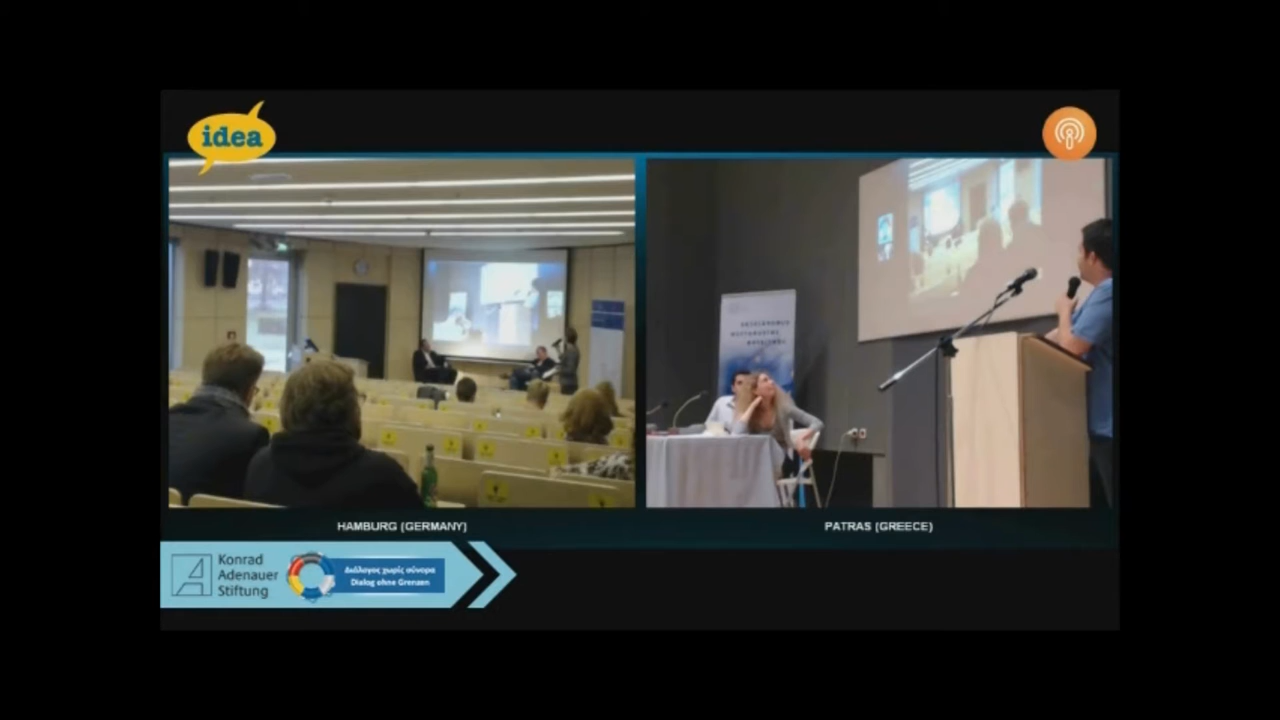 idea
HAMBURG (GERMANY)
PATRAS (GREECE)
Konrad
Adenauer
Stiftung
Διάλογος χωρίς σύνορα
Dialog ohne Grenzen